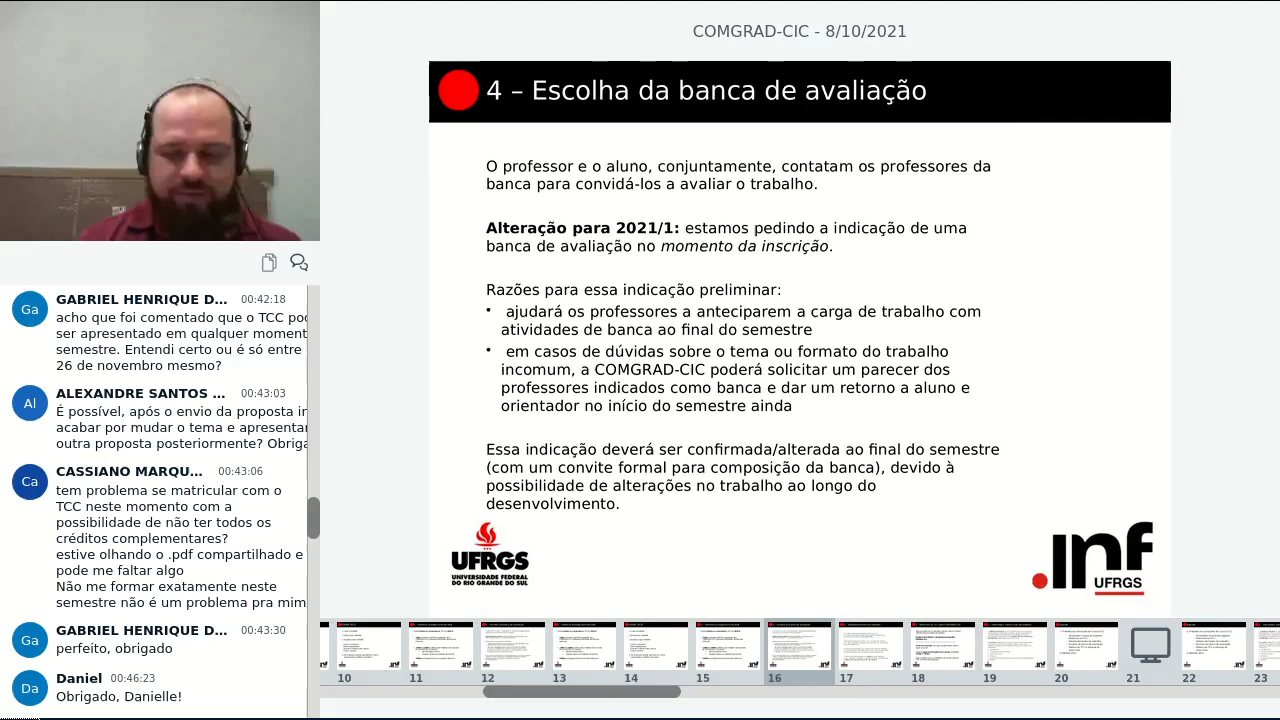 COMGRAD-CIC - 8/10/2021
4 – Escolha da banca de avaliação
O professor e o aluno, conjuntamente, contatam os professores da
banca para convidá-los a avaliar o trabalho.
Alteração para 2021/1: estamos pedindo a indicação de uma
banca de avaliação no momento da inscrição.
Razões para essa indicação preliminar:
• ajudará os professores a anteciparem a carga de trabalho com
atividades de banca ao final do semestre
• em casos de dúvidas sobre o tema ou formato do trabalho
incomum, a COMGRAD-CIC poderá solicitar um parecer dos
professores indicados como banca e dar um retorno a aluno e
orientador no início do semestre ainda
Essa indicação deverá ser confirmada/alterada ao final do semestre
(com um convite formal para composição da banca), devido à
possibilidade de alterações no trabalho ao longo do
desenvolvimento.
UFRGS
UNIVERSIDADE FEDERAL
DO RIO GRANDE DO SUL
.inf
UFRGS
Ga
GABRIEL HENRIQUE D... 00:42:18
acho que foi comentado que o TCC poc
ser apresentado em qualquer moment
semestre. Entendi certo ou é só entre
26 de novembro mesmo?
Al
ALEXANDRE SANTOS ... 00:43:03
É possível, após o envio da proposta ir
acabar por mudar o tema e apresentar
outra proposta posteriormente? Obriga
Ca
CASSIANO MARQU... 00:43:06
tem problema se matricular com o
TCC neste momento com a
possibilidade de não ter todos os
créditos complementares?
estive olhando o .pdf compartilhado e
pode me faltar algo
Não me formar exatamente neste
semestre não é um problema pra mim
Ga
GABRIEL HENRIQUE D... 00:43:30
perfeito, obrigado
Da
Daniel 00:46:23
Obrigado, Danielle!
10 11 12 13 14 15 16 17 18 19 20 21 22 23